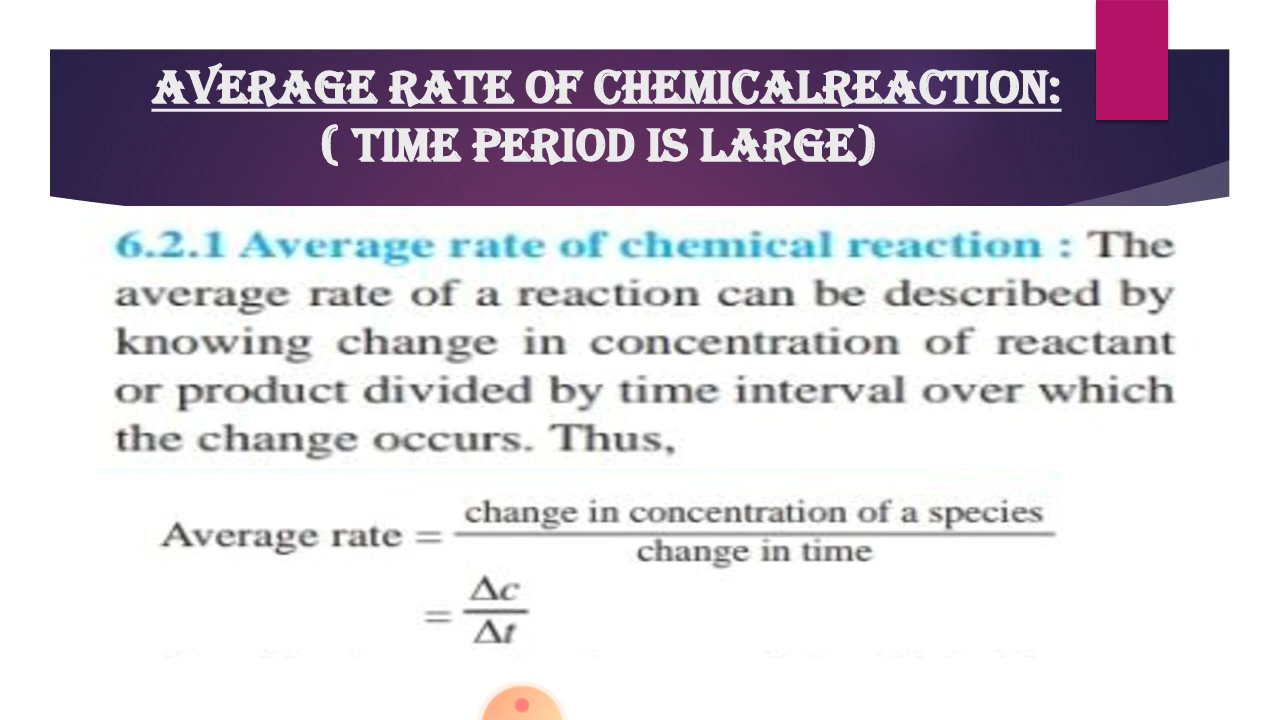 AVERAGE RATE OF CHEMICALREACTION:
( TIME PERIOD IS LARGE)
6.2.1 Average rate of chemical reaction : The
average rate of a reaction can be described by
knowing change in concentration of reactant
or product divided by time interval over which
the change occurs. Thus,
Average rate = change in concentration of a species / change in time
= Δc / Δt